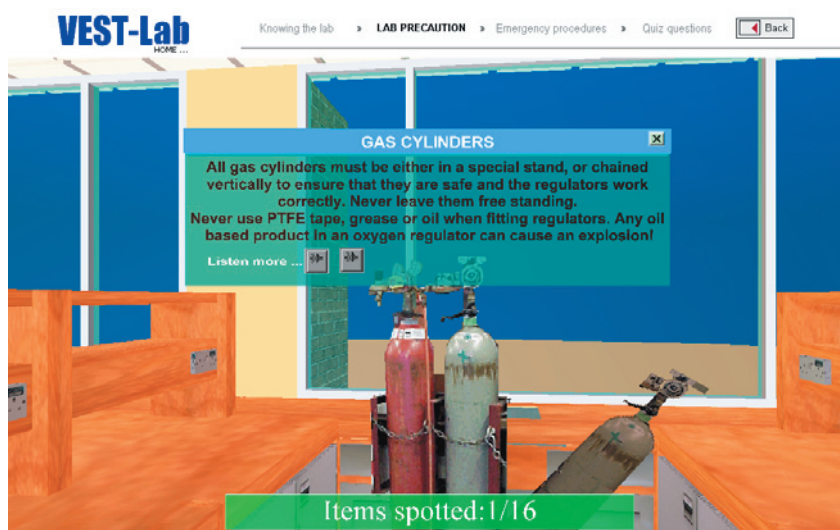 VEST-Lab
HOME ...
Knowing the lab » LAB PRECAUTION » Emergency procedures » Quiz questions Back
GAS CYLINDERS
All gas cylinders must be either in a special stand, or chained
vertically to ensure that they are safe and the regulators work
correctly. Never leave them free standing.
Never use PTFE tape, grease or oil when fitting regulators. Any oil
based product in an oxygen regulator can cause an explosion!
Listen more ...
Items spotted:1/16